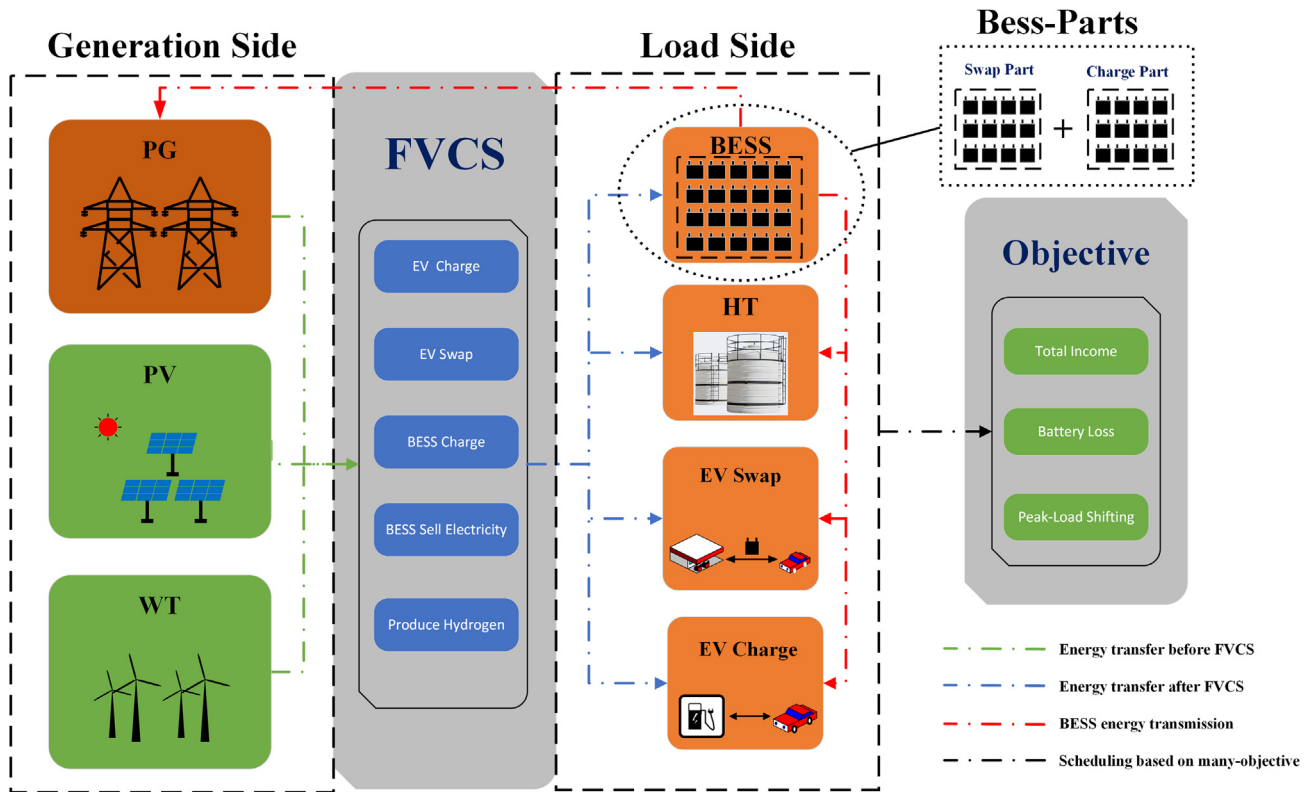 Generation Side
PG
PV
WT
FVCS
EV Charge
EV Swap
BESS Charge
BESS Sell Electricity
Produce Hydrogen
Load Side
BESS
HT
EV Swap
EV Charge
Bess-Parts
Swap Part
Charge Part
+
Objective
Total Income
Battery Loss
Peak-Load Shifting
Energy transfer before FVCS
Energy transfer after FVCS
BESS energy transmission
Scheduling based on many-objective